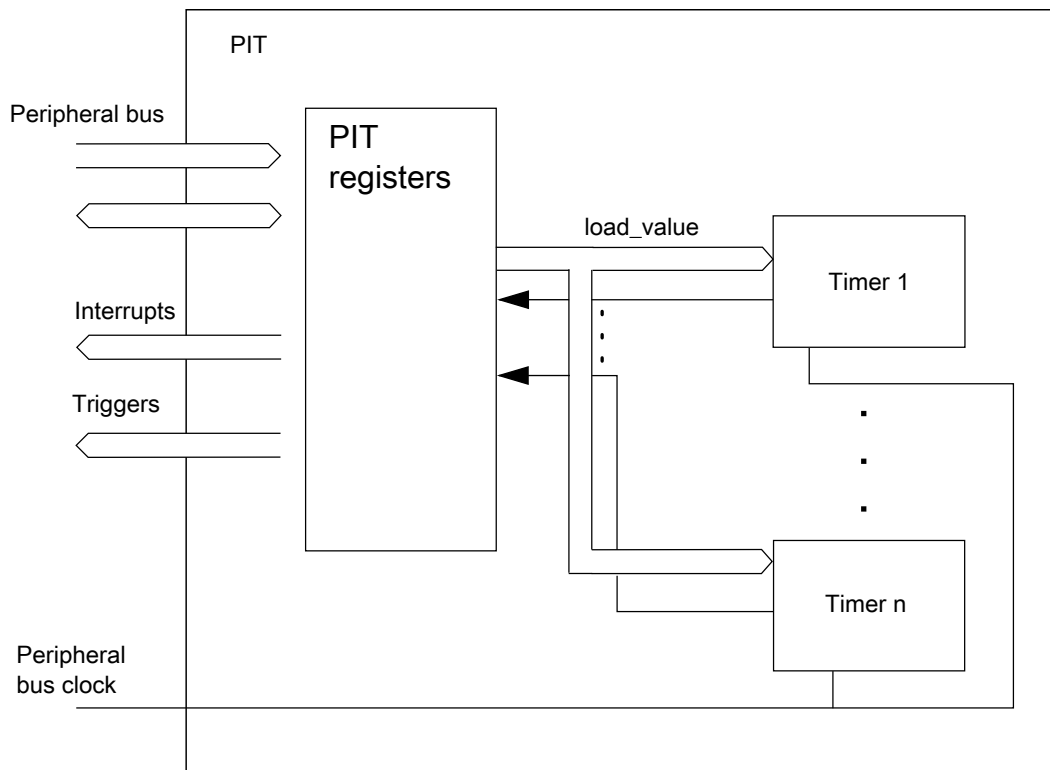 PIT
Peripheral bus
PIT
registers
load_value
Timer 1
Interrupts
Triggers
Timer n
Peripheral
bus clock